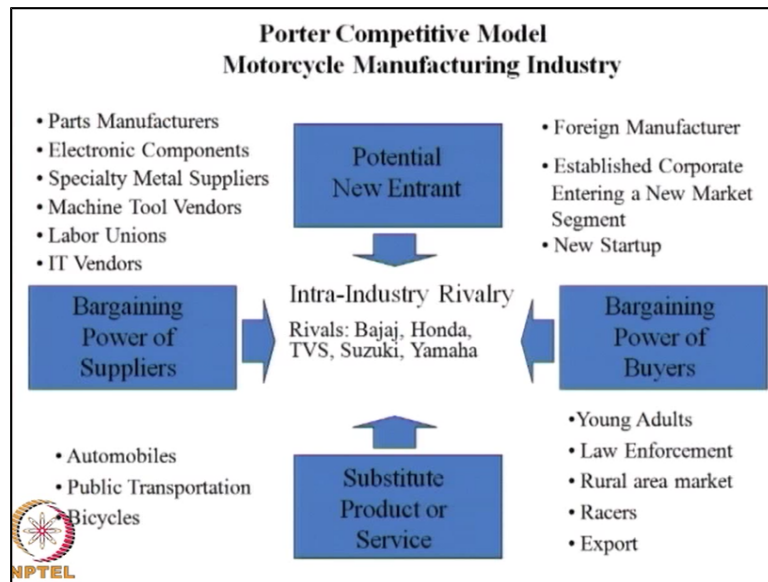 Porter Competitive Model
Motorcycle Manufacturing Industry
• Parts Manufacturers
• Electronic Components
• Specialty Metal Suppliers
• Machine Tool Vendors
• Labor Unions
• IT Vendors
Potential
New Entrant
• Foreign Manufacturer
• Established Corporate
Entering a New Market
Segment
• New Startup
Bargaining
Power of
Suppliers
Intra-Industry Rivalry
Rivals: Bajaj, Honda,
TVS, Suzuki, Yamaha
Bargaining
Power of
Buyers
• Automobiles
• Public Transportation
• Bicycles
Substitute
Product or
Service
•Young Adults
• Law Enforcement
• Rural area market
• Racers
• Export
NPTEL